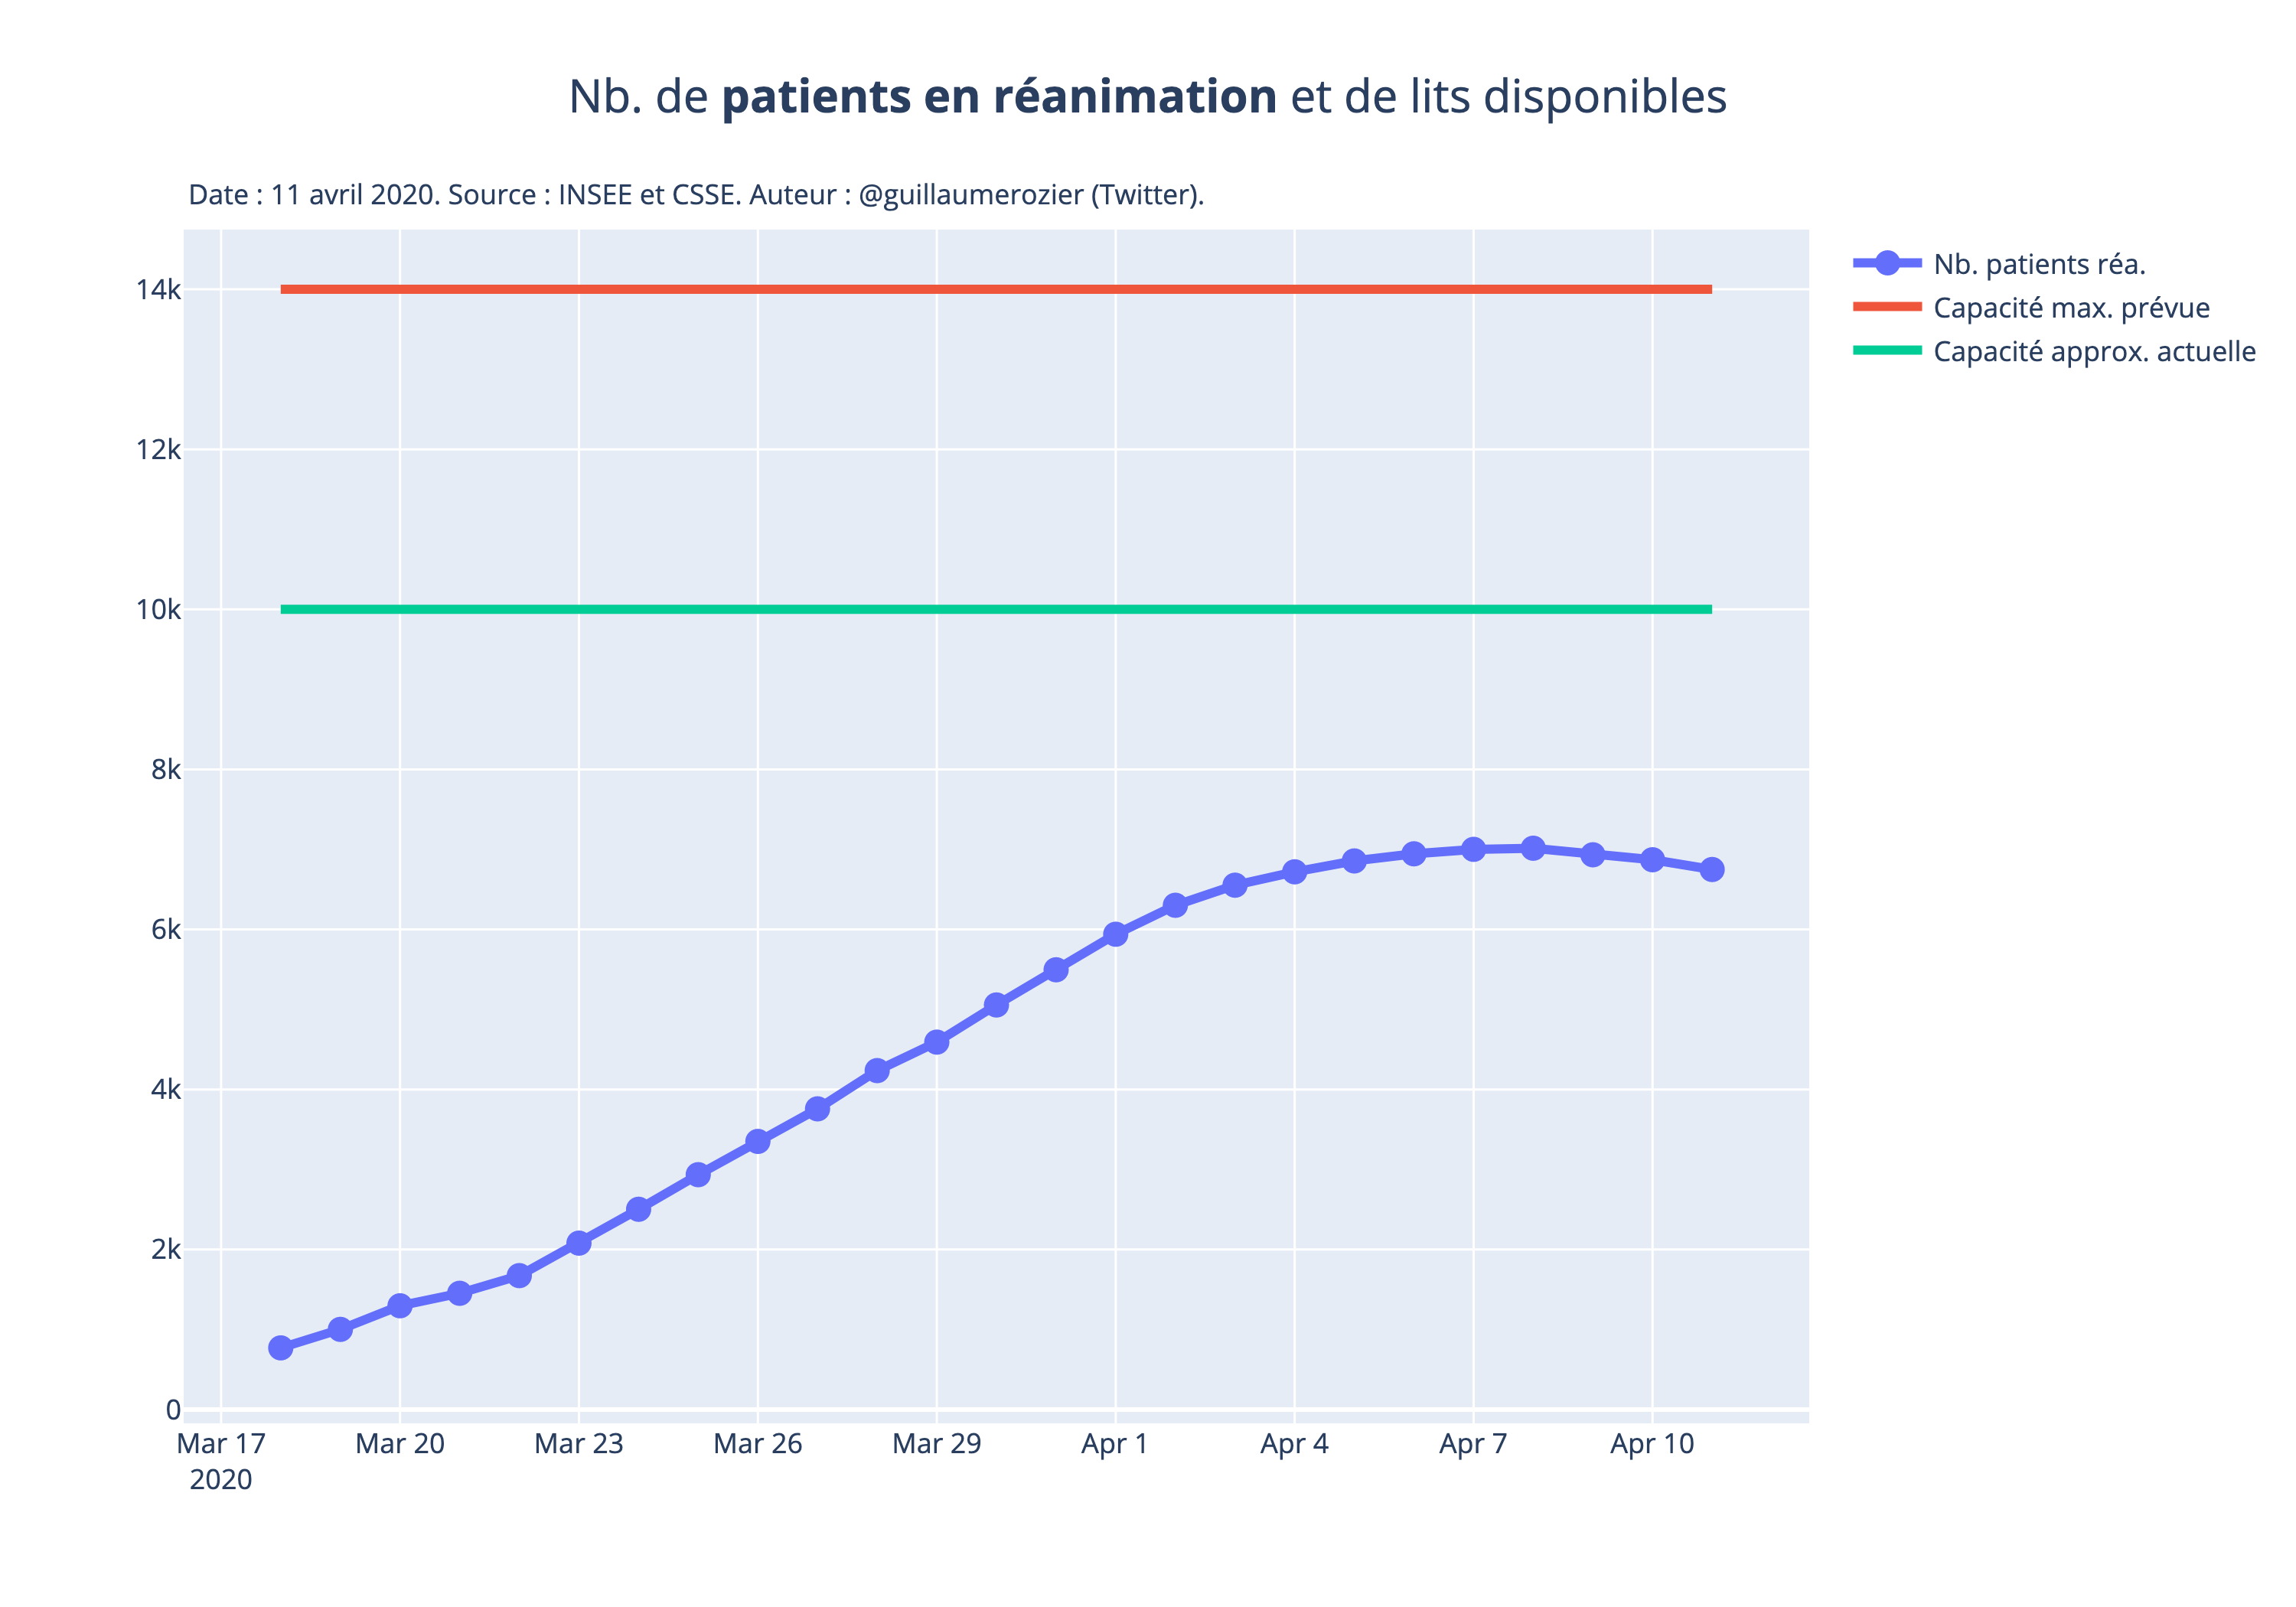 Nb. de patients en réanimation et de lits disponibles
Date : 11 avril 2020. Source : INSEE et CSSE. Auteur : @guillaumerozier (Twitter).
Nb. patients réa.
Capacité max. prévue
Capacité approx. actuelle
14k
12k
10k
8k
6k
4k
2k
0
Mar 17 Mar 20 Mar 23 Mar 26 Mar 29 Apr 1 Apr 4 Apr 7 Apr 10
2020